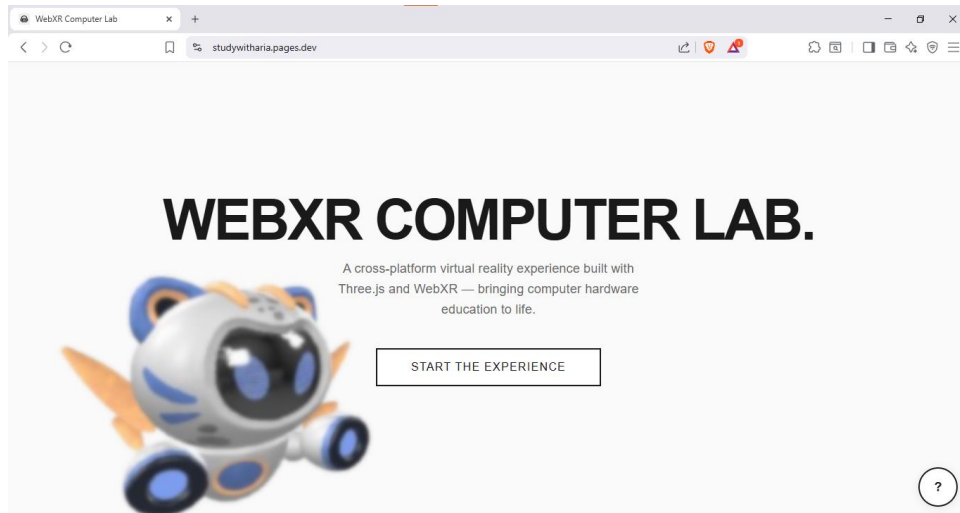 WebXR Computer Lab
studywitharia.pages.dev
1
WEBXR COMPUTER LAB.
A cross-platform virtual reality experience built with
Three.js and WebXR — bringing computer hardware
education to life.
START THE EXPERIENCE
?